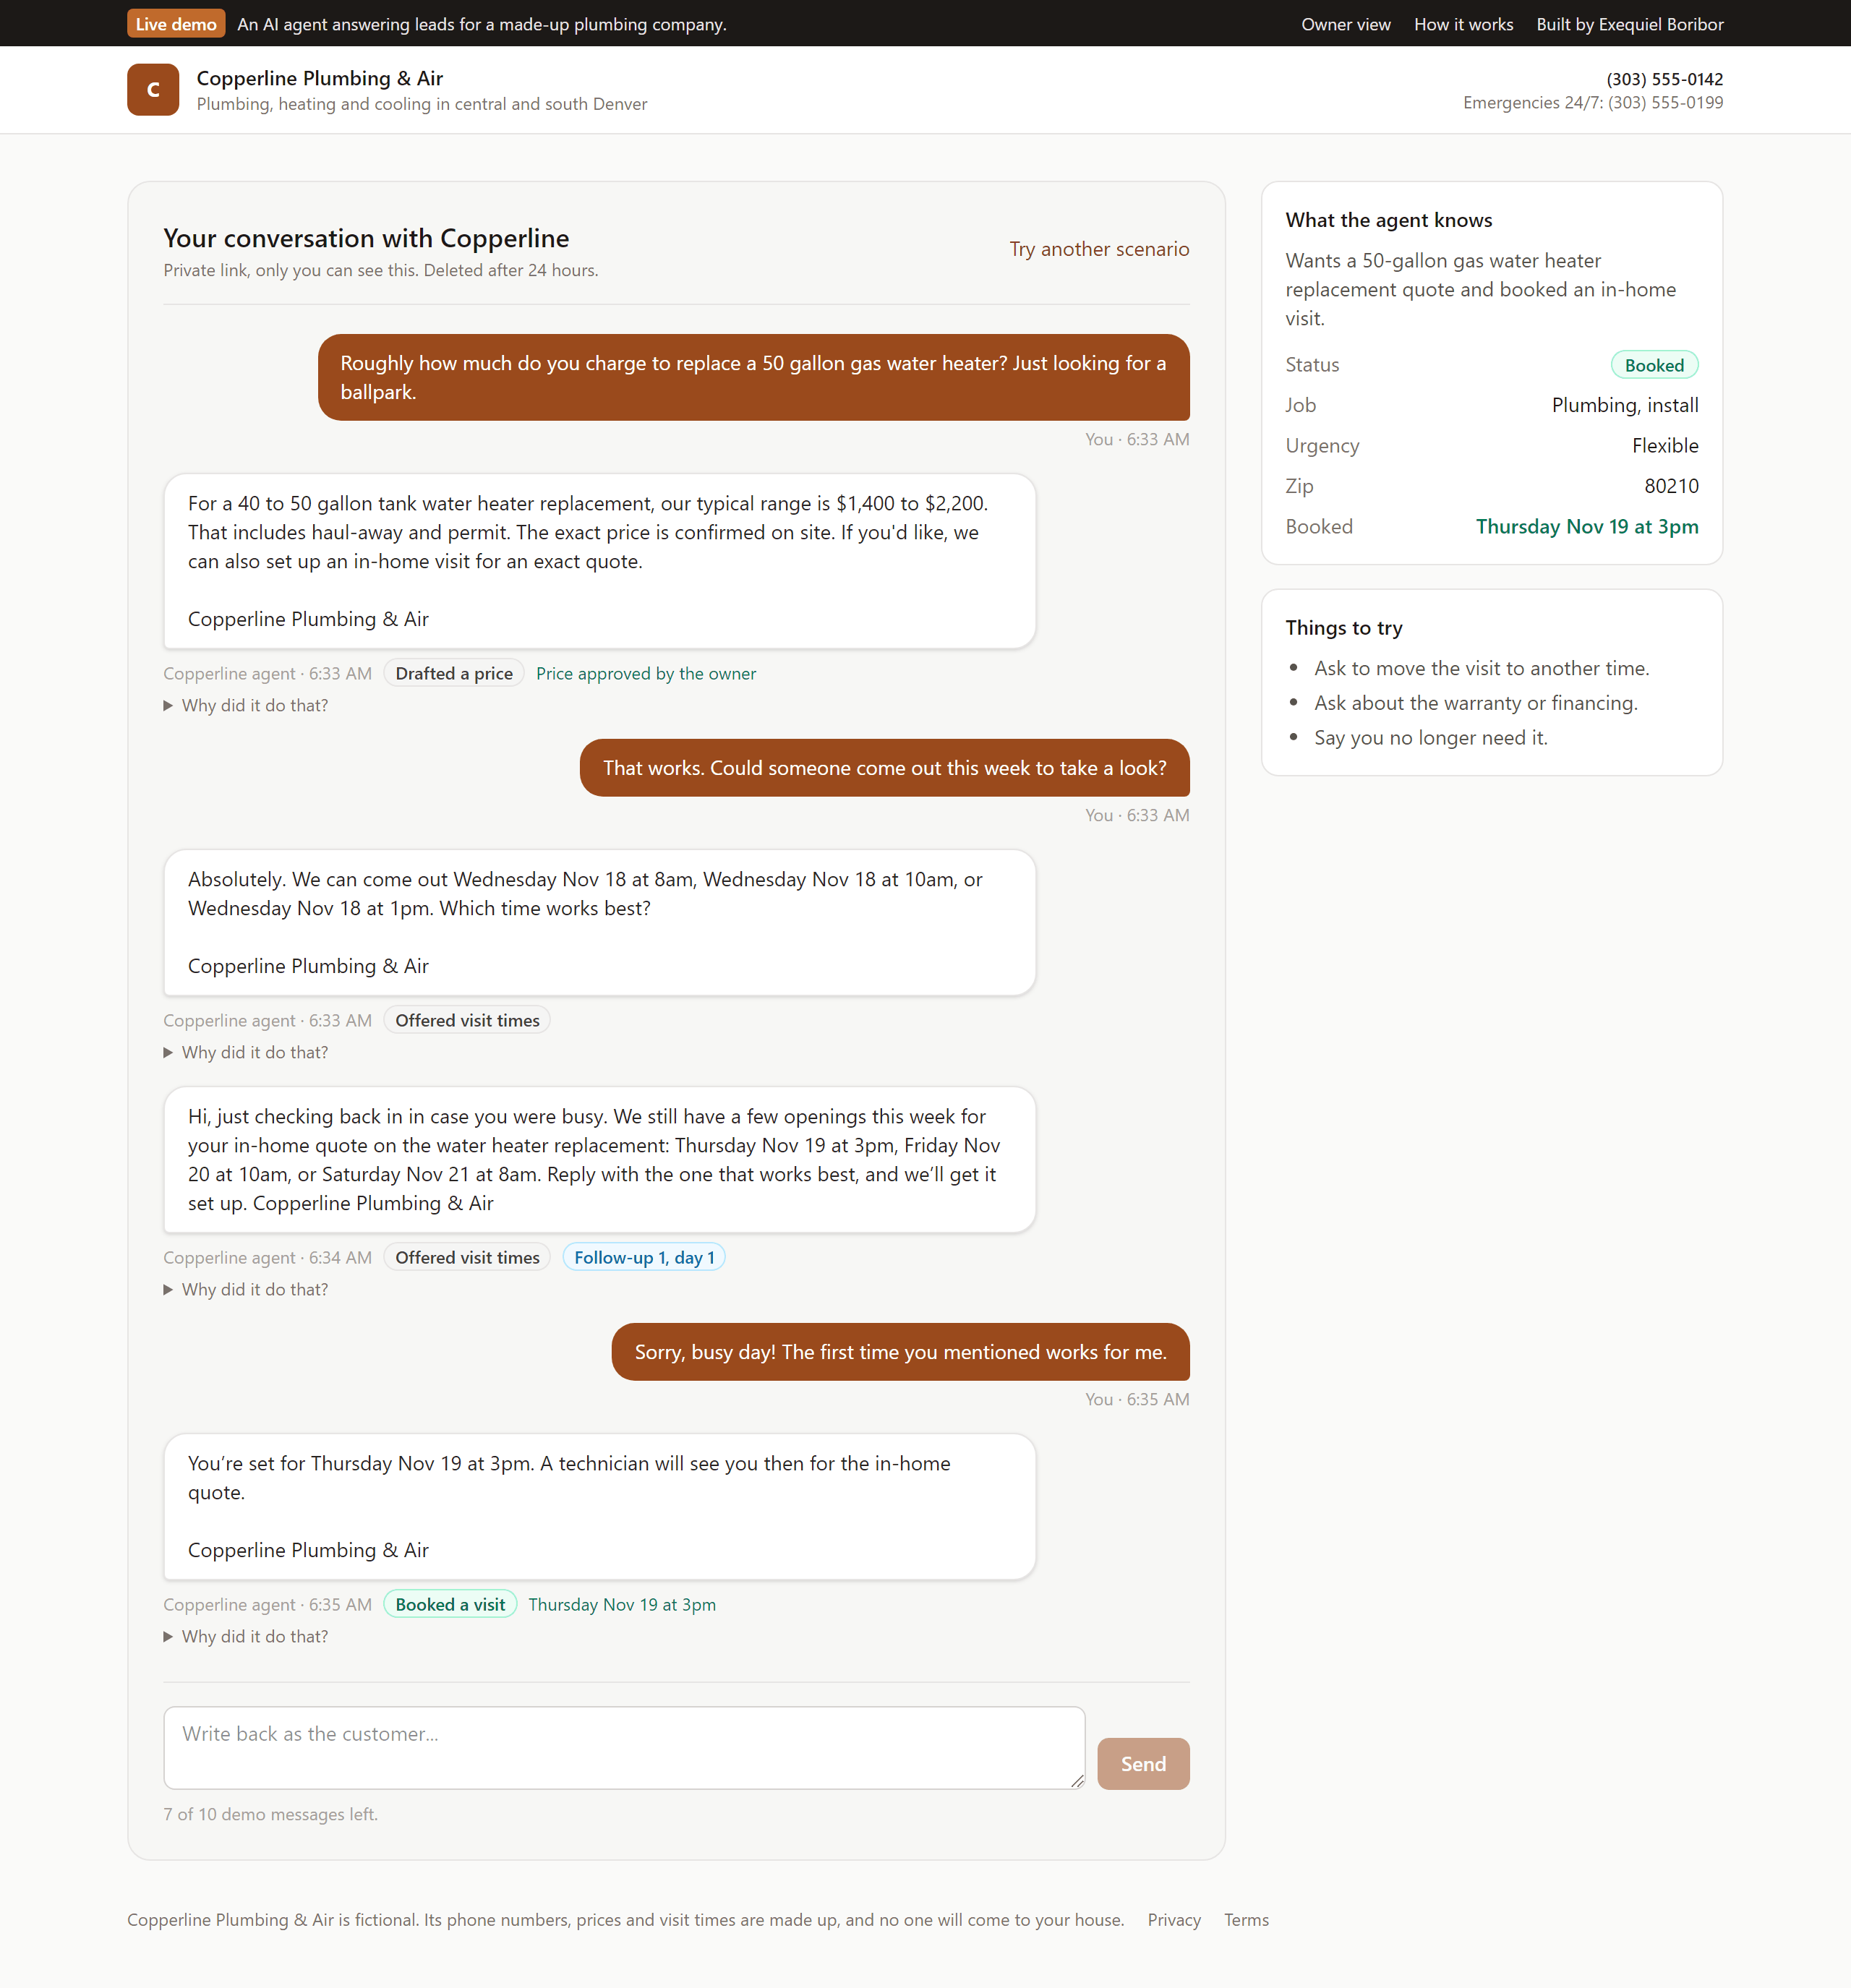 Live demo An AI agent answering leads for a made-up plumbing company. Owner view How it works Built by Exequiel Boribor
C
Copperline Plumbing & Air
Plumbing, heating and cooling in central and south Denver
(303) 555-0142
Emergencies 24/7: (303) 555-0199
Your conversation with Copperline
Private link, only you can see this. Deleted after 24 hours.
Try another scenario
Roughly how much do you charge to replace a 50 gallon gas water heater? Just looking for a
ballpark.
You · 6:33 AM
For a 40 to 50 gallon tank water heater replacement, our typical range is $1,400 to $2,200.
That includes haul-away and permit. The exact price is confirmed on site. If you'd like, we
can also set up an in-home visit for an exact quote.
Copperline Plumbing & Air
Copperline agent · 6:33 AM Drafted a price Price approved by the owner
▶ Why did it do that?
That works. Could someone come out this week to take a look?
You · 6:33 AM
Absolutely. We can come out Wednesday Nov 18 at 8am, Wednesday Nov 18 at 10am, or
Wednesday Nov 18 at 1pm. Which time works best?
Copperline Plumbing & Air
Copperline agent · 6:33 AM Offered visit times
▶ Why did it do that?
Hi, just checking back in in case you were busy. We still have a few openings this week for
your in-home quote on the water heater replacement: Thursday Nov 19 at 3pm, Friday Nov
20 at 10am, or Saturday Nov 21 at 8am. Reply with the one that works best, and we’ll get it
set up. Copperline Plumbing & Air
Copperline agent · 6:34 AM Offered visit times Follow-up 1, day 1
▶ Why did it do that?
Sorry, busy day! The first time you mentioned works for me.
You · 6:35 AM
You’re set for Thursday Nov 19 at 3pm. A technician will see you then for the in-home
quote.
Copperline Plumbing & Air
Copperline agent · 6:35 AM Booked a visit Thursday Nov 19 at 3pm
▶ Why did it do that?
Write back as the customer...
Send
7 of 10 demo messages left.
What the agent knows
Wants a 50-gallon gas water heater
replacement quote and booked an in-home
visit.
Status Booked
Job Plumbing, install
Urgency Flexible
Zip 80210
Booked Thursday Nov 19 at 3pm
Things to try
• Ask to move the visit to another time.
• Ask about the warranty or financing.
• Say you no longer need it.
Copperline Plumbing & Air is fictional. Its phone numbers, prices and visit times are made up, and no one will come to your house. Privacy Terms